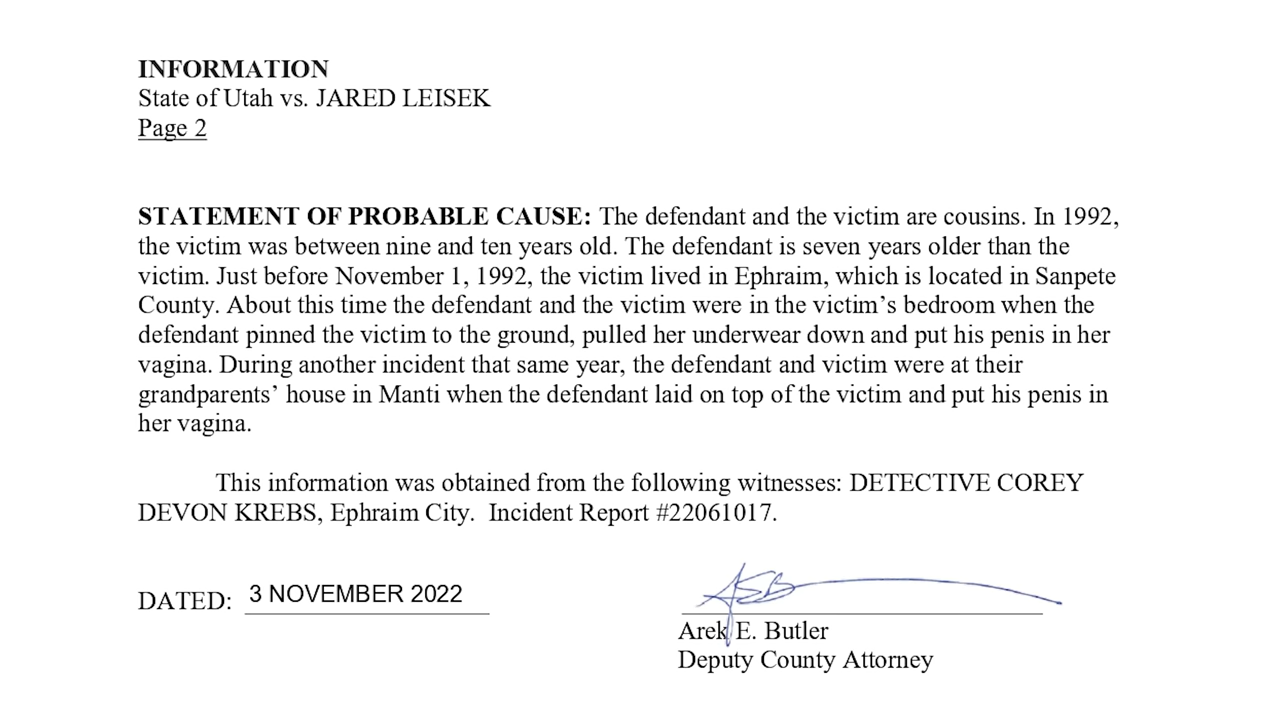 INFORMATION
State of Utah vs. JARED LEISEK
Page 2
STATEMENT OF PROBABLE CAUSE: The defendant and the victim are cousins. In 1992,
the victim was between nine and ten years old. The defendant is seven years older than the
victim. Just before November 1, 1992, the victim lived in Ephraim, which is located in Sanpete
County. About this time the defendant and the victim were in the victim's bedroom when the
defendant pinned the victim to the ground, pulled her underwear down and put his penis in her
vagina. During another incident that same year, the defendant and victim were at their
grandparents' house in Manti when the defendant laid on top of the victim and put his penis in
her vagina.
This information was obtained from the following witnesses: DETECTIVE COREY
DEVON KREBS, Ephraim City. Incident Report #22061017.
DATED: 3 NOVEMBER 2022
Arek E. Butler
Deputy County Attorney